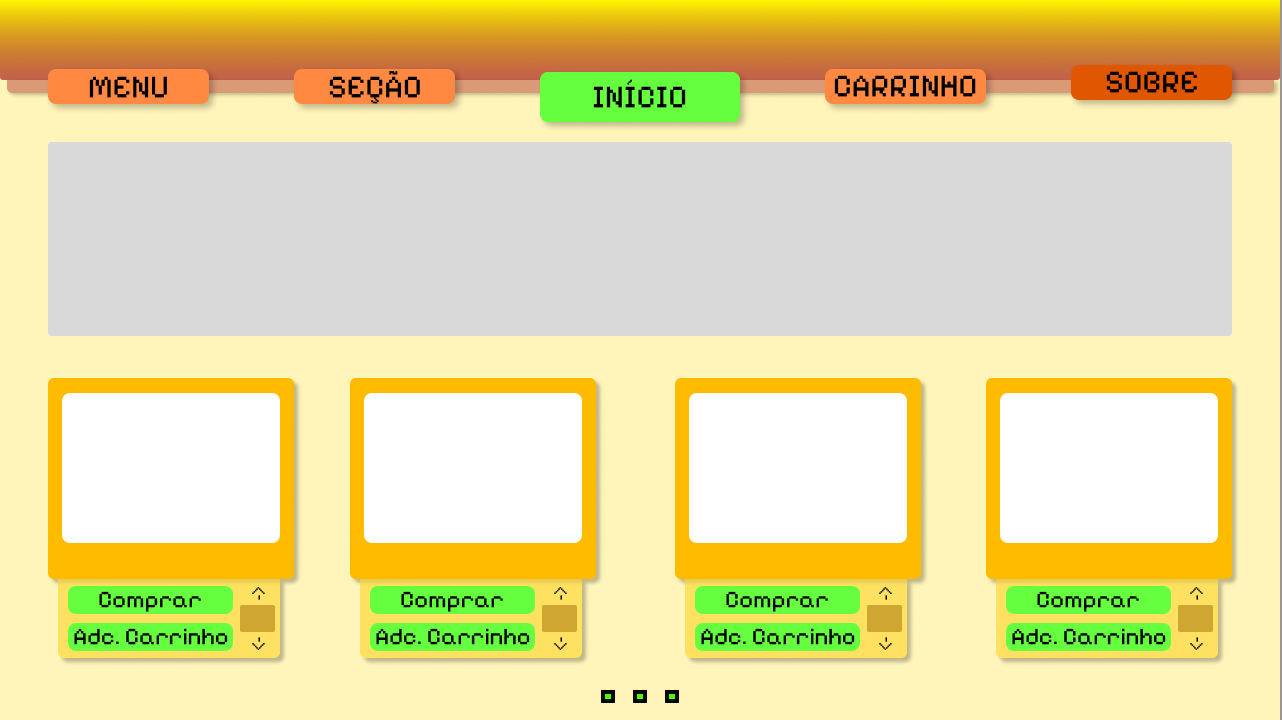 MENU
SEÇÃO
INÍCIO
CARRINHO
SOBRE
Comprar
Adc. Carrinho
Comprar
Adc. Carrinho
Comprar
Adc. Carrinho
Comprar
Adc. Carrinho